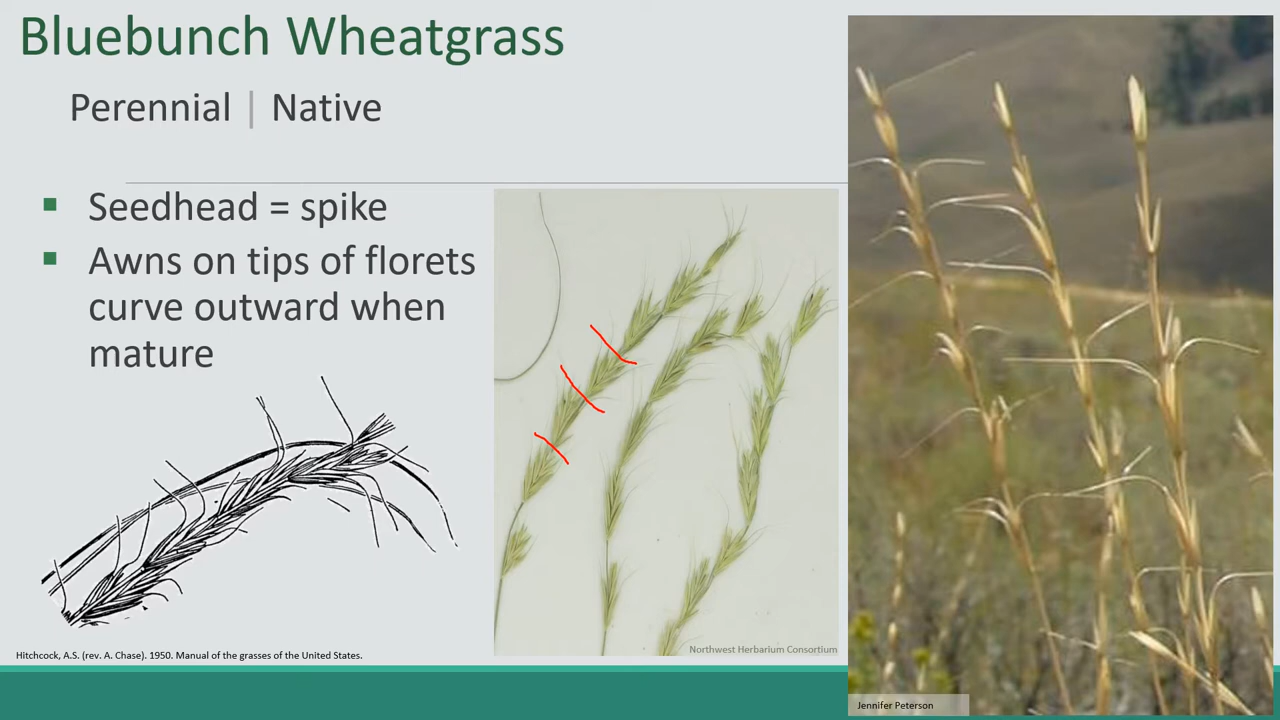 Bluebunch Wheatgrass
Perennial | Native
▪ Seedhead = spike
▪ Awns on tips of florets
curve outward when
mature
Hitchcock, A.S. (rev. A. Chase). 1950. Manual of the grasses of the United States.
Northwest Herbarium Consortium
Jennifer Peterson